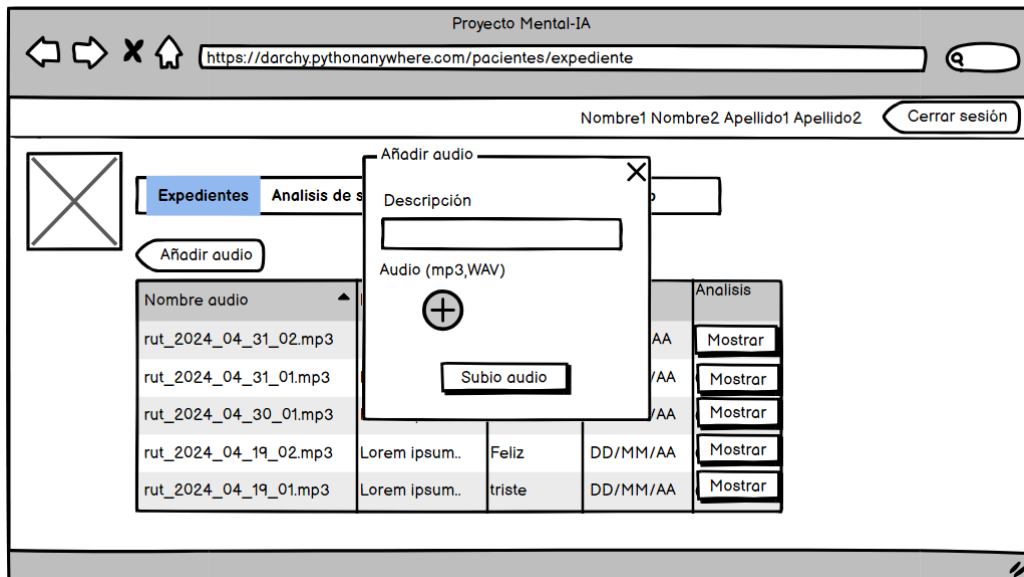 Proyecto Mental-IA
https://darchy.pythonanywhere.com/pacientes/expediente
Nombre1 Nombre2 Apellido1 Apellido2
Cerrar sesión
Expedientes
Analisis de s
Añadir audio
Añadir audio
Descripción
Audio (mp3,WAV)
Subio audio
Nombre audio
Analisis
rut_2024_04_31_02.mp3
AA
Mostrar
rut_2024_04_31_01.mp3
/AA
Mostrar
rut_2024_04_30_01.mp3
/AA
Mostrar
rut_2024_04_19_02.mp3
Lorem ipsum..
Feliz
DD/MM/AA
Mostrar
rut_2024_04_19_01.mp3
Lorem ipsum..
triste
DD/MM/AA
Mostrar